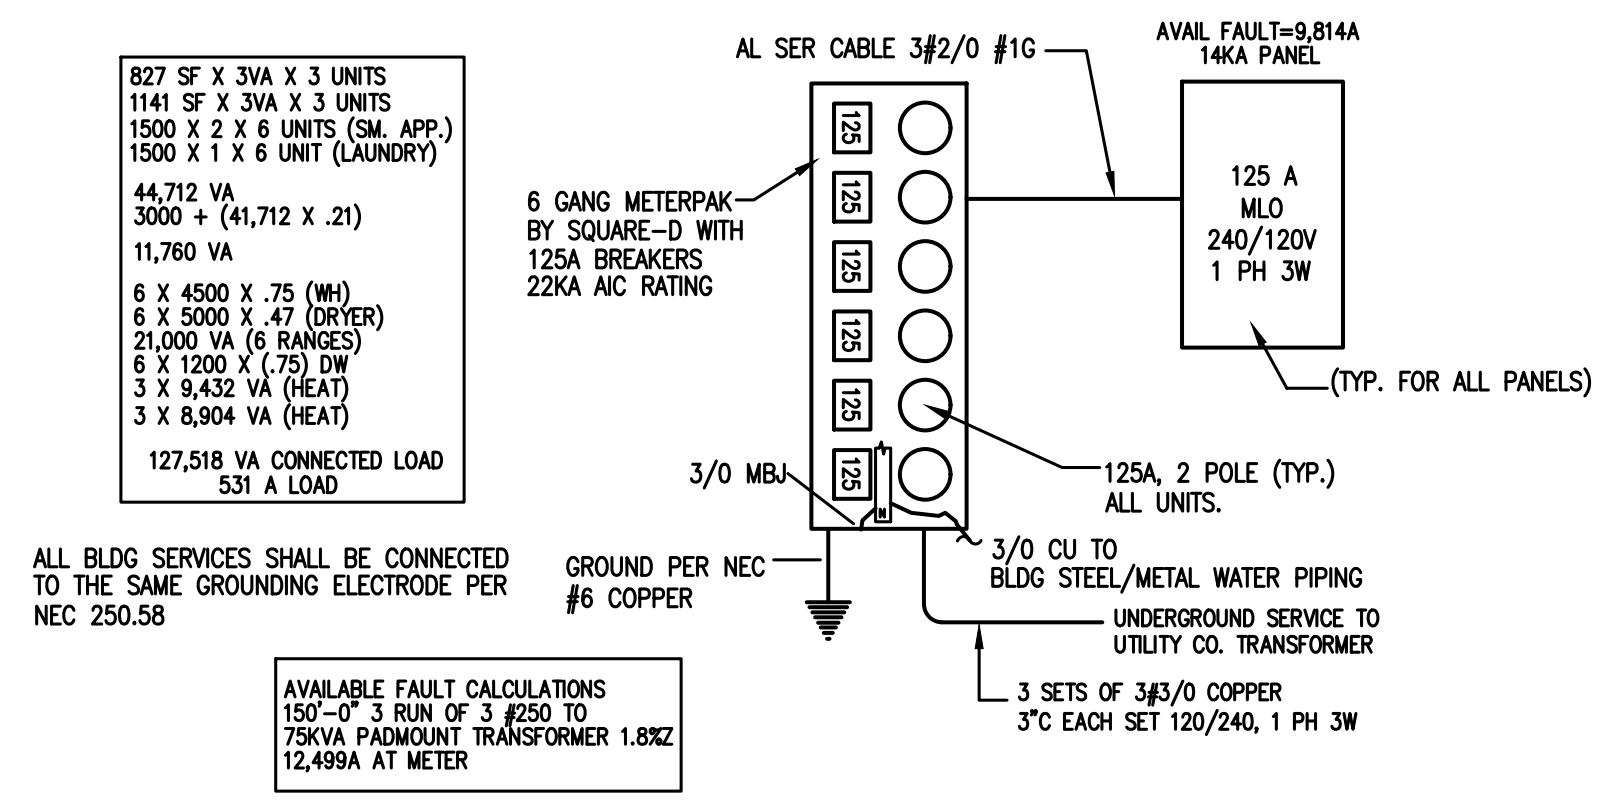 827 SF X 3VA X 3 UNITS
1141 SF X 3VA X 3 UNITS
1500 X 2 X 6 UNITS (SM. APP.)
1500 X 1 X 6 UNIT (LAUNDRY)
44,712 VA
3000 + (41,712 X .21)
11,760 VA
6 X 4500 X .75 (WH)
6 X 5000 X .47 (DRYER)
21,000 VA (6 RANGES)
6 X 1200 X (.75) DW
3 X 9,432 VA (HEAT)
3 X 8,904 VA (HEAT)
127,518 VA CONNECTED LOAD
531 A LOAD
ALL BLDG SERVICES SHALL BE CONNECTED
TO THE SAME GROUNDING ELECTRODE PER
NEC 250.58
AVAILABLE FAULT CALCULATIONS
150'-0" 3 RUN OF 3 #250 TO
75KVA PADMOUNT TRANSFORMER 1.8%Z
12,499A AT METER
AL SER CABLE 3#2/0 #1G
6 GANG METERPAK
BY SQUARE-D WITH
125A BREAKERS
22KA AIC RATING
125
125
125
125
125
125
N
3/0 MBJ
GROUND PER NEC
#6 COPPER
AVAIL FAULT=9,814A
14KA PANEL
125 A
MLO
240/120V
1 PH 3W
(TYP. FOR ALL PANELS)
125A, 2 POLE (TYP.)
ALL UNITS.
3/0 CU TO
BLDG STEEL/METAL WATER PIPING
UNDERGROUND SERVICE TO
UTILITY CO. TRANSFORMER
3 SETS OF 3#3/0 COPPER
3"C EACH SET 120/240, 1 PH 3W